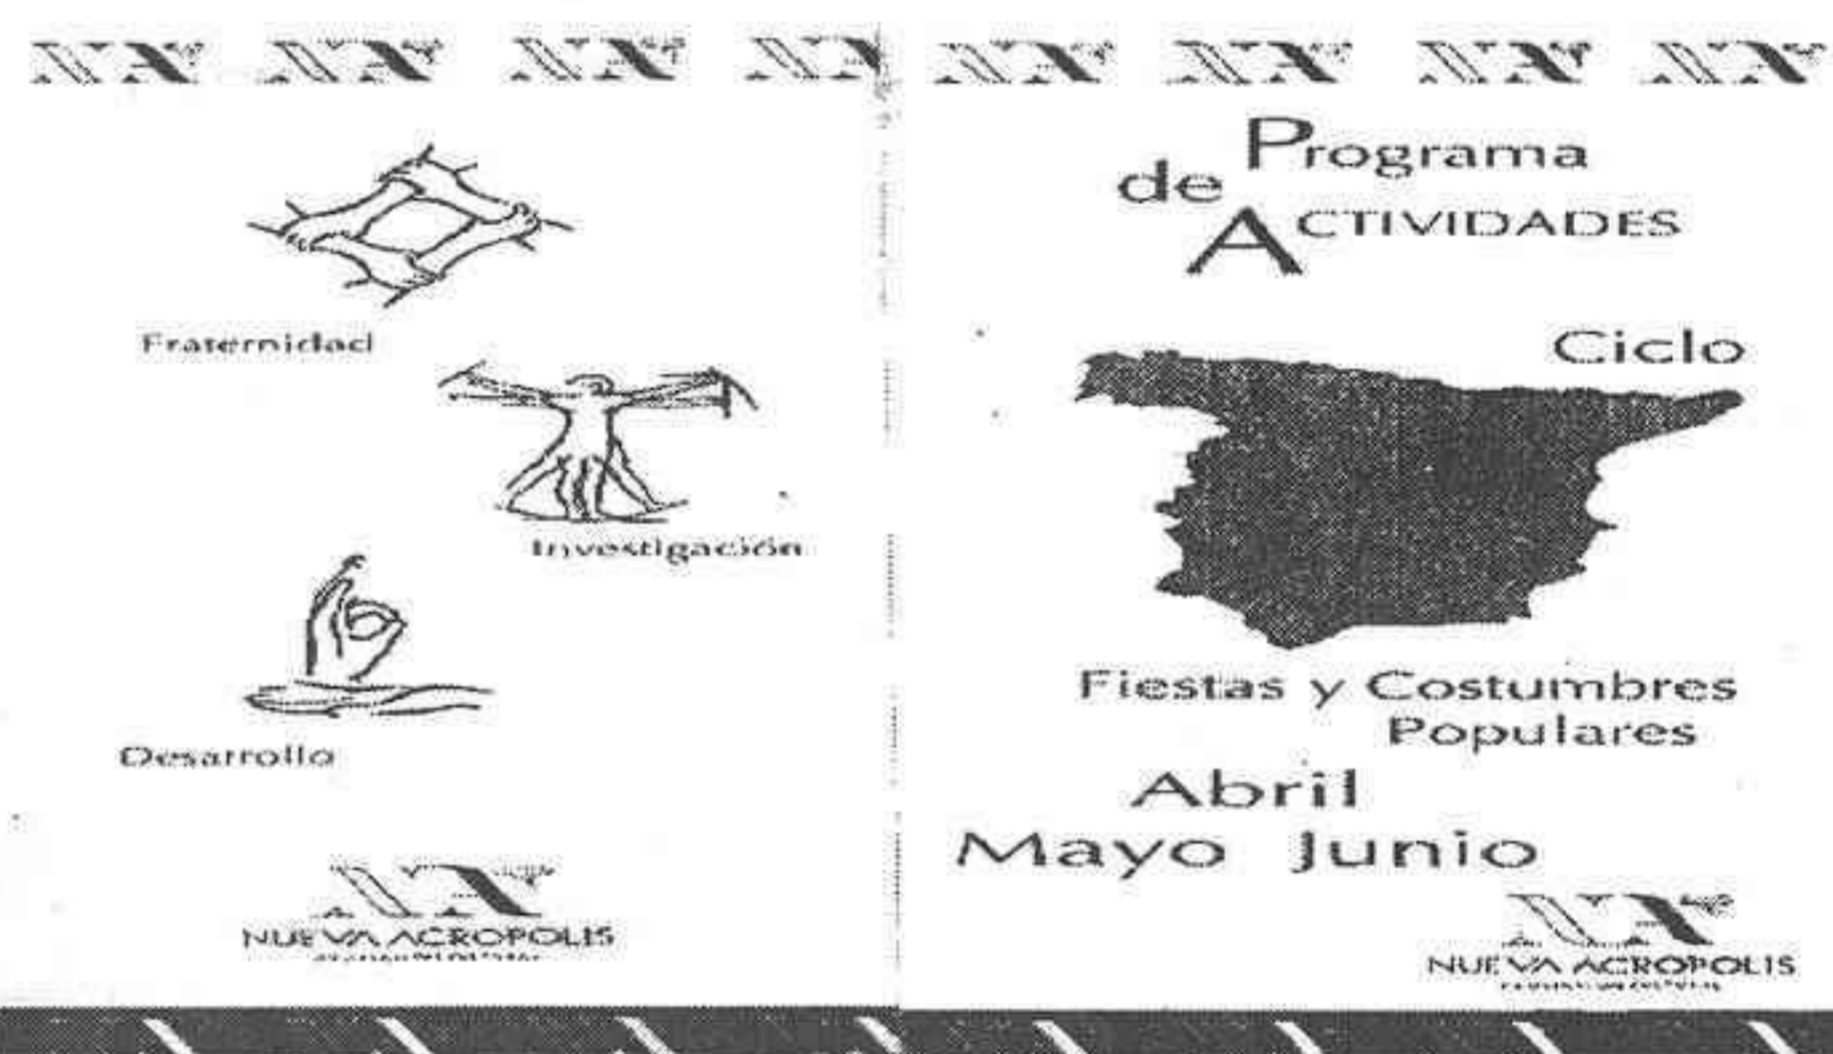 Fraternidad
Investigación
Desarrollo
NUEVA ACROPOLIS
Programa
de
ACTIVIDADES
Ciclo
Fiestas y Costumbres
Populares
Abril
Mayo Junio
NUEVA ACROPOLIS